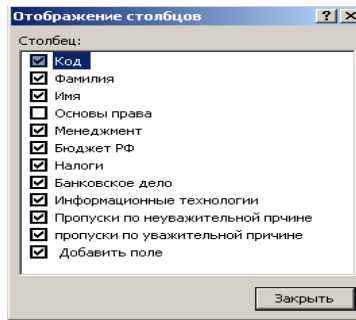 Отображение столбцов
Столбец:
Код
Фамилия
Имя
Основы права
Менеджмент
Бюджет РФ
Налоги
Банковское дело
Информационные технологии
Пропуски по неуважительной прчине
пропуски по уважительной причине
Добавить поле
Закрыть